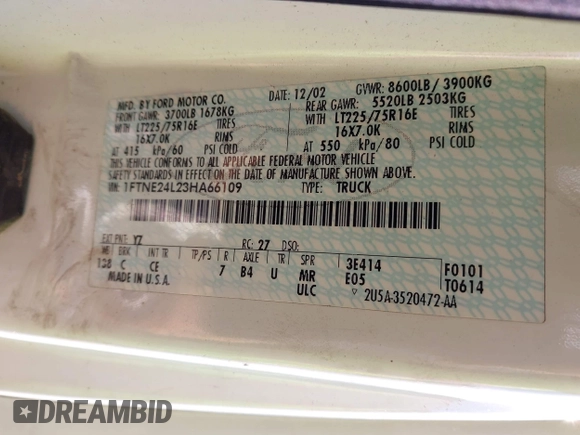 MFD. BY FORD MOTOR CO.
DATE: 12/02 GVWR: 8600LB/ 3900KG
FRONT GAWR: 3700LB 1678KG REAR GAWR: 5520LB 2503KG
WITH LT225/75R16E TIRES WITH LT225/75R16E TIRES
16X7.0K 16X7.0K
AT 415 kPa/60 PSI COLD AT 550 kPa/80 PSI COLD
THIS VEHICLE CONFORMS TO ALL APPLICABLE FEDERAL MOTOR VEHICLE
SAFETY STANDARDS IN EFFECT ON THE DATE OF MANUFACTURE SHOWN ABOVE.
1FTNE24L23HA66109 TYPE: TRUCK
EXT PNT: YZ RC: 27 DSO:
WB BRK INT TR TP/PS R AXLE TR SPR 3E414 F0101
138 C CE 7 B4 U MR E05 T0614
MADE IN U.S.A. ULC 2U5A-3520472-AA
DREAMBID